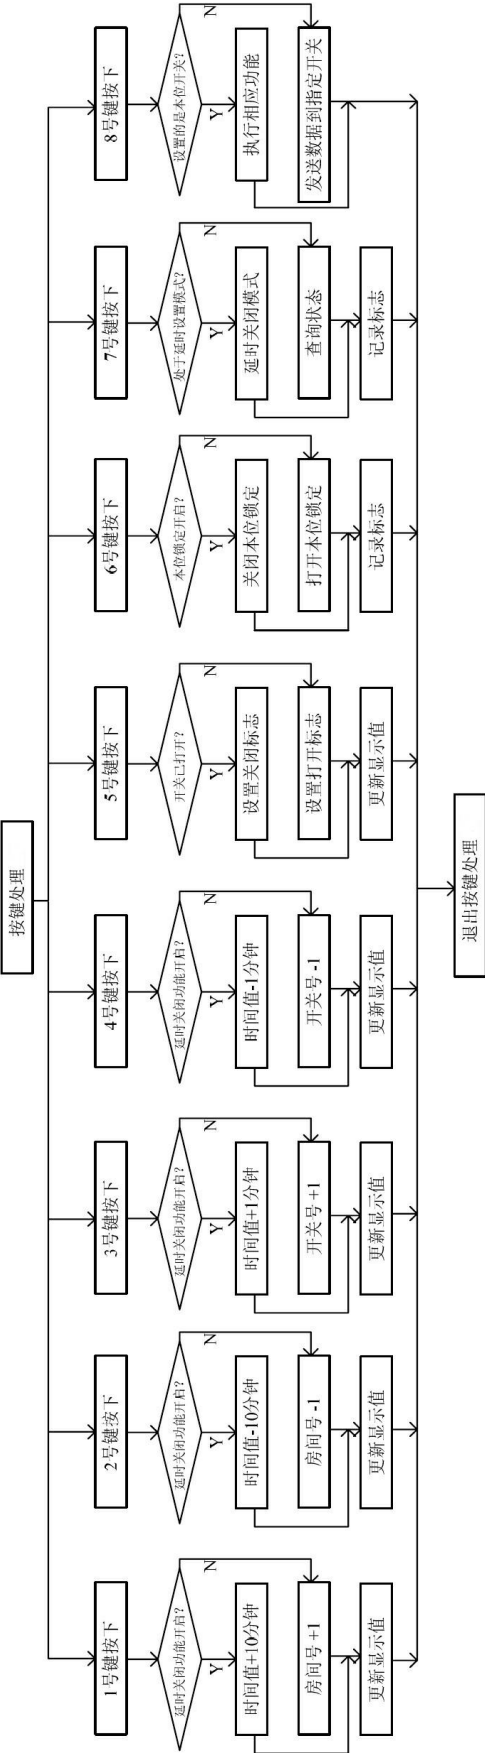 按键处理
1号键按下
延时关闭功能开启?
Y
N
时间值+10分钟
房间号+1
更新显示值
2号键按下
延时关闭功能开启?
Y
N
时间值-10分钟
房间号-1
更新显示值
3号键按下
延时关闭功能开启?
Y
N
时间值+1分钟
开关号+1
更新显示值
4号键按下
延时关闭功能开启?
Y
N
时间值-1分钟
开关号-1
更新显示值
5号键按下
开关已打开?
Y
N
设置关闭标志
设置打开标志
更新显示值
6号键按下
本位锁定开启?
Y
N
关闭本位锁定
打开本位锁定
记录标志
7号键按下
处于延时设置模式?
Y
N
延时关闭模式
查询状态
记录标志
8号键按下
设置的是本位开关?
Y
N
执行相应功能
发送数据到指定开关
退出按键处理